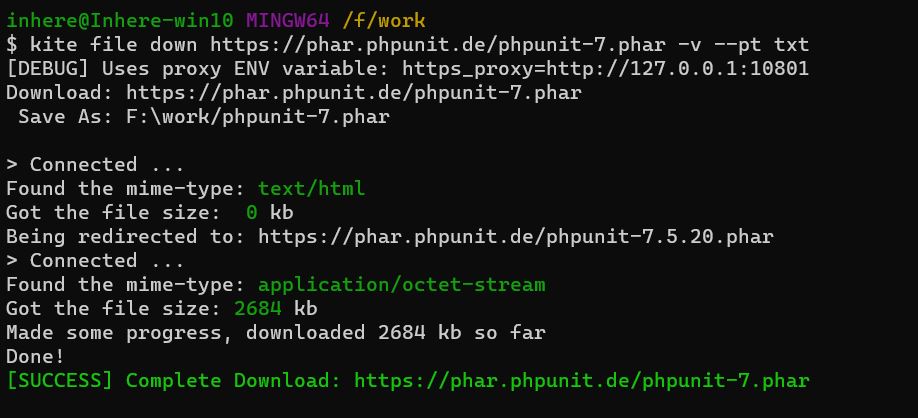 inhere@Inhere-win10 MINGW64 /f/work
$ kite file down https://phar.phpunit.de/phpunit-7.phar -v --pt txt
[DEBUG] Uses proxy ENV variable: https_proxy=http://127.0.0.1:10801
Download: https://phar.phpunit.de/phpunit-7.phar
 Save As: F:\work/phpunit-7.phar

> Connected ...
Found the mime-type: text/html
Got the file size:  0 kb
Being redirected to: https://phar.phpunit.de/phpunit-7.5.20.phar
> Connected ...
Found the mime-type: application/octet-stream
Got the file size: 2684 kb
Made some progress, downloaded 2684 kb so far
Done!
[SUCCESS] Complete Download: https://phar.phpunit.de/phpunit-7.phar